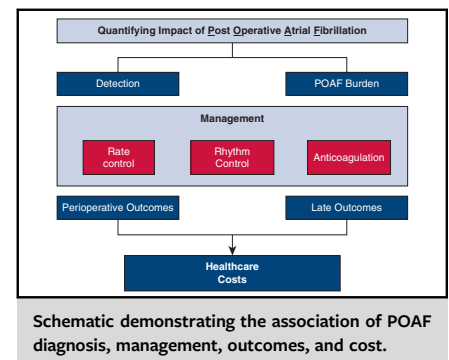 Quantifying Impact of Post Operative Atrial Fibrillation
Detection
POAF Burden
Management
Rate
control
Rhythm
Control
Anticoagulation
Perioperative Outcomes
Late Outcomes
Healthcare
Costs
Schematic demonstrating the association of POAF
diagnosis, management, outcomes, and cost.